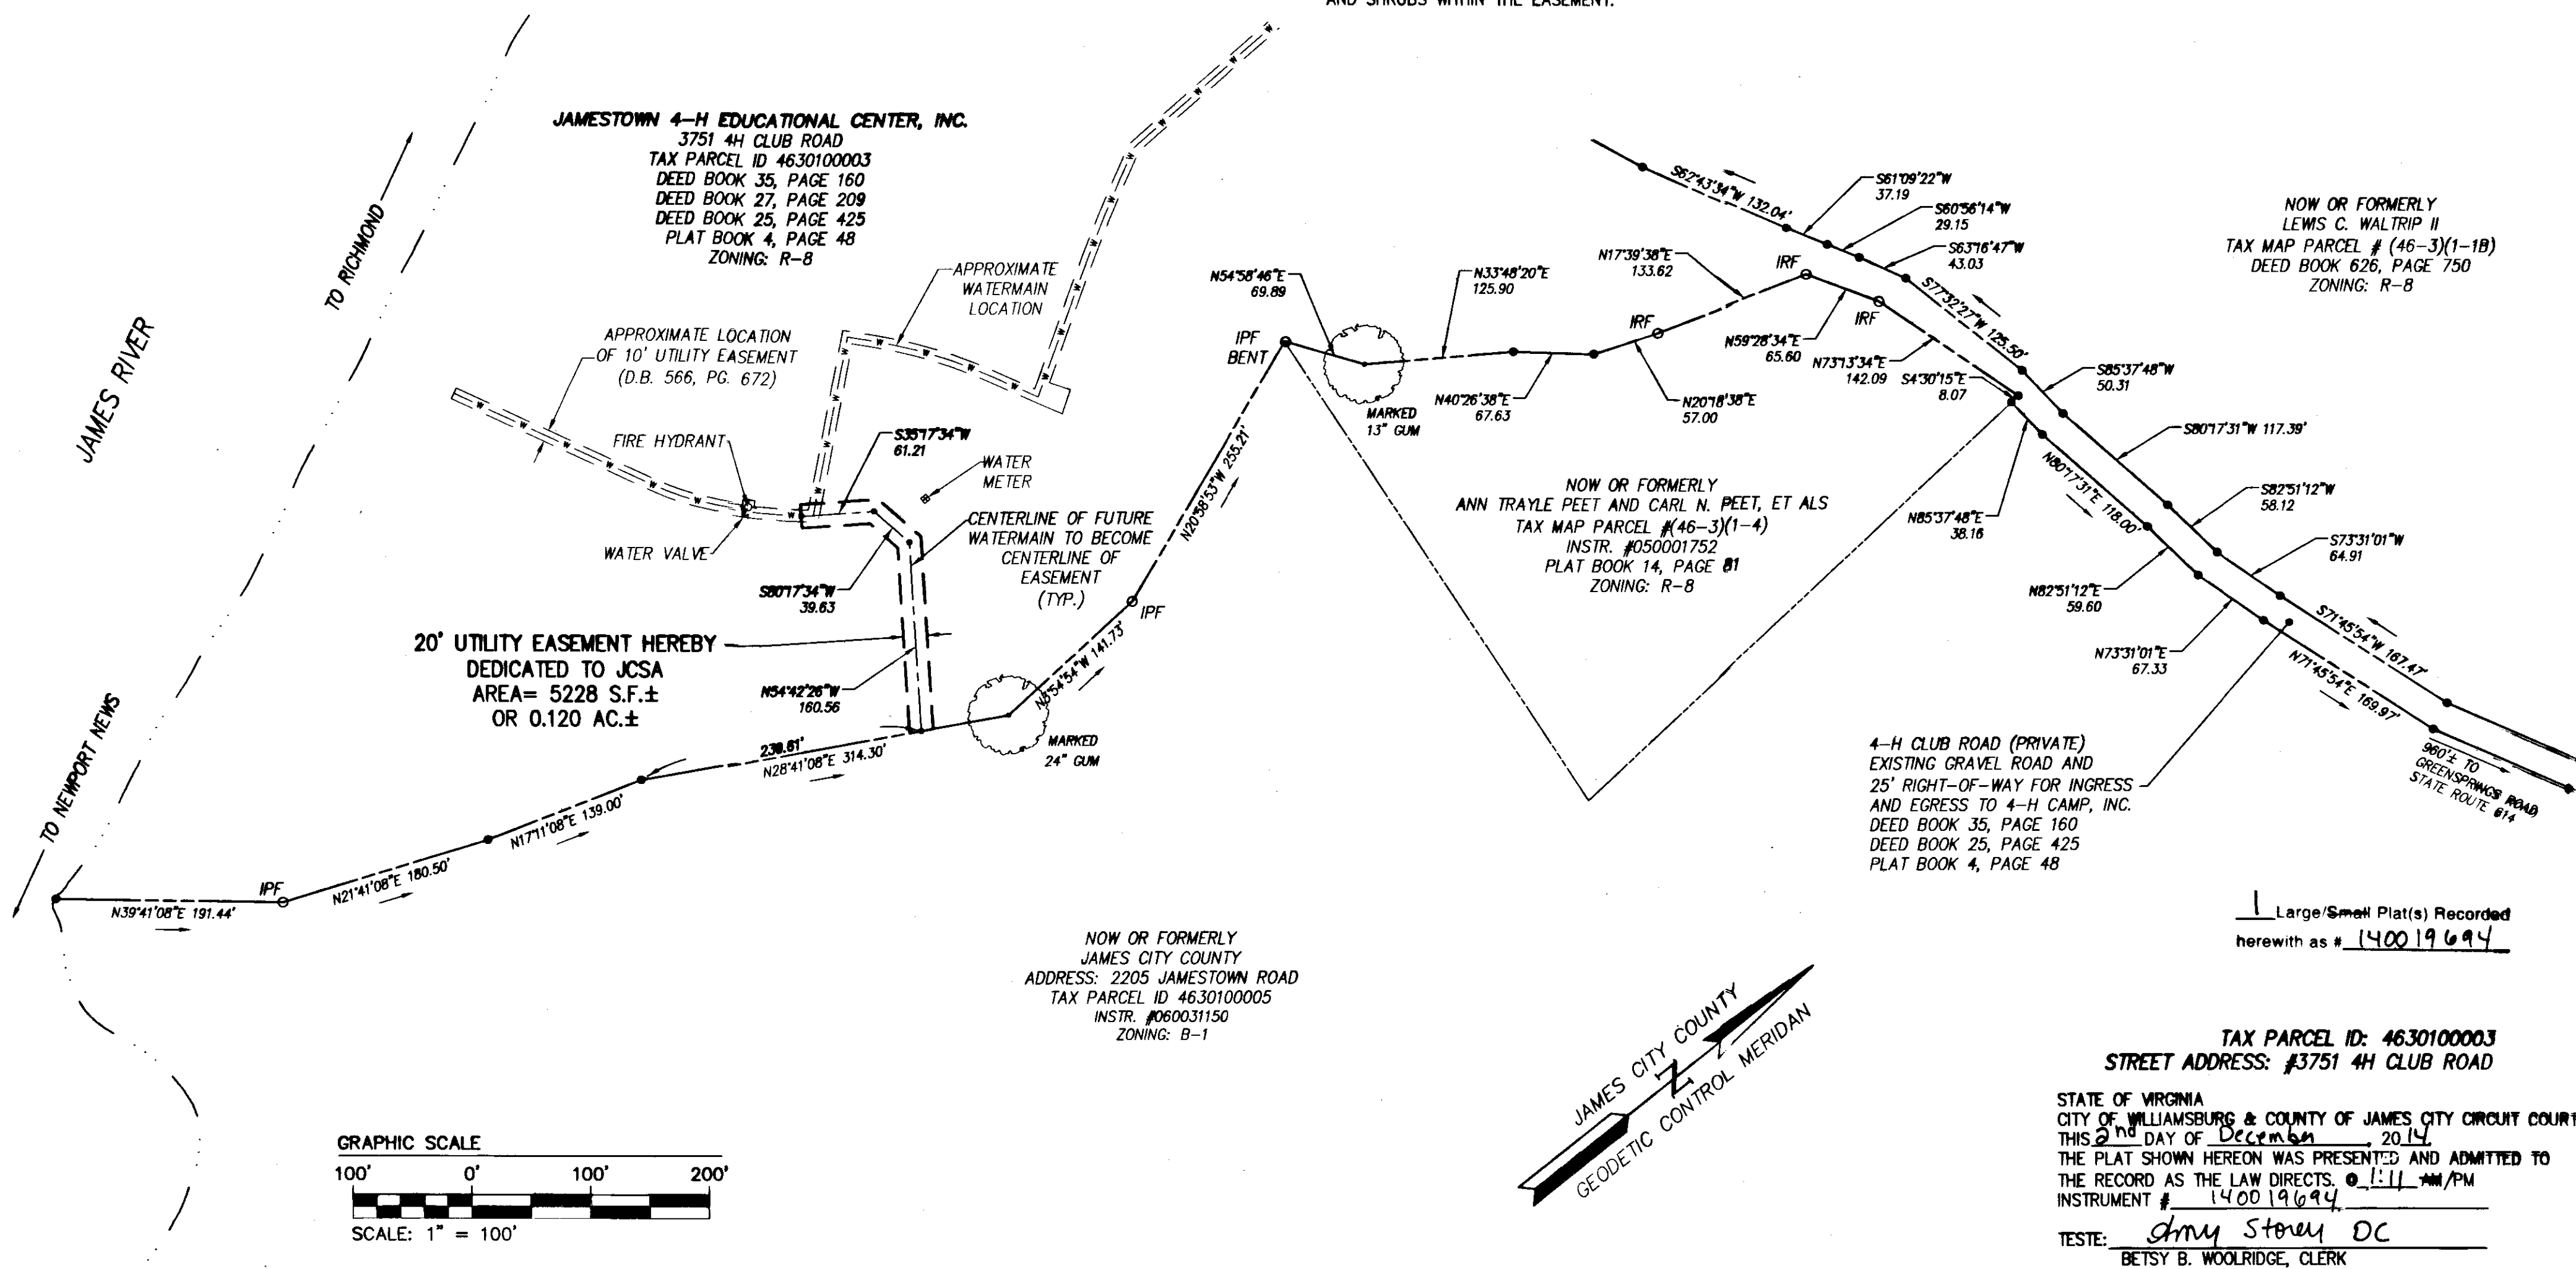 AND SHRUBS WITHIN THE EASEMENT.
JAMESTOWN 4-H EDUCATIONAL CENTER, INC.
3751 4H CLUB ROAD
TAX PARCEL ID 4630100003
DEED BOOK 35, PAGE 160
DEED BOOK 27, PAGE 209
DEED BOOK 25, PAGE 425
PLAT BOOK 4, PAGE 48
ZONING: R-8
TO RICHMOND
JAMES RIVER
TO NEWPORT NEWS
APPROXIMATE
WATERMAIN
LOCATION
APPROXIMATE LOCATION
OF 10' UTILITY EASEMENT
(D.B. 566, PG. 672)
FIRE HYDRANT
WATER VALVE
S35°17'34"W
61.21
WATER
METER
CENTERLINE OF FUTURE
WATERMAIN TO BECOME
CENTERLINE OF
EASEMENT
(TYP.)
S80°17'34"W
39.63
20' UTILITY EASEMENT HEREBY
DEDICATED TO JCSA
AREA= 5228 S.F.±
OR 0.120 AC.±
N54°42'26"W
160.56
N39°41'08"E 191.44'
IPF
N21°41'08"E 180.50'
N17°11'08"E 139.00'
239.61'
N28°41'08"E 314.30'
MARKED
24" GUM
N3°54'54"W 141.73'
IPF
N20°58'53"W 255.21'
IPF
BENT
N54°58'46"E
69.89
MARKED
13" GUM
N33°48'20"E
125.90
N40°26'38"E
67.63
N20°18'38"E
57.00
IRF
N17°39'38"E
133.62
IRF
N59°28'34"E
65.60
IRF
N73°13'34"E
142.09
S4°30'15"E
8.07
N85°37'48"E
38.16
N80°17'31"E 118.00'
N82°51'12"E
59.60
N73°31'01"E
67.33
N71°45'54"E 169.97'
960'± TO
GREENSPRINGS ROAD
STATE ROUTE 614
S62°43'34"W 132.04'
S61°09'22"W
37.19
S60°56'14"W
29.15
S63°16'47"W
43.03
S77°32'27"W 125.50'
S85°37'48"W
50.31
S80°17'31"W 117.39'
S82°51'12"W
58.12
S73°31'01"W
64.91
S71°45'54"W 167.47'
NOW OR FORMERLY
LEWIS C. WALTRIP II
TAX MAP PARCEL # (46-3)(1-1B)
DEED BOOK 626, PAGE 750
ZONING: R-8
NOW OR FORMERLY
ANN TRAYLE PEET AND CARL N. PEET, ET ALS
TAX MAP PARCEL #(46-3)(1-4)
INSTR. #050001752
PLAT BOOK 14, PAGE 81
ZONING: R-8
4-H CLUB ROAD (PRIVATE)
EXISTING GRAVEL ROAD AND
25' RIGHT-OF-WAY FOR INGRESS
AND EGRESS TO 4-H CAMP, INC.
DEED BOOK 35, PAGE 160
DEED BOOK 25, PAGE 425
PLAT BOOK 4, PAGE 48
NOW OR FORMERLY
JAMES CITY COUNTY
ADDRESS: 2205 JAMESTOWN ROAD
TAX PARCEL ID 4630100005
INSTR. #060031150
ZONING: B-1
1 Large/Small Plat(s) Recorded
herewith as # 140019694
JAMES CITY COUNTY
N
GEODETIC CONTROL MERIDAN
GRAPHIC SCALE
100' 0' 100' 200'
SCALE: 1" = 100'
TAX PARCEL ID: 4630100003
STREET ADDRESS: #3751 4H CLUB ROAD
STATE OF VIRGINIA
CITY OF WILLIAMSBURG & COUNTY OF JAMES CITY CIRCUIT COURT
THIS 2nd DAY OF December, 2014
THE PLAT SHOWN HEREON WAS PRESENTED AND ADMITTED TO
THE RECORD AS THE LAW DIRECTS. @ 1:11 AM/PM
INSTRUMENT # 140019694
TESTE: Amy Storey DC
BETSY B. WOOLRIDGE, CLERK